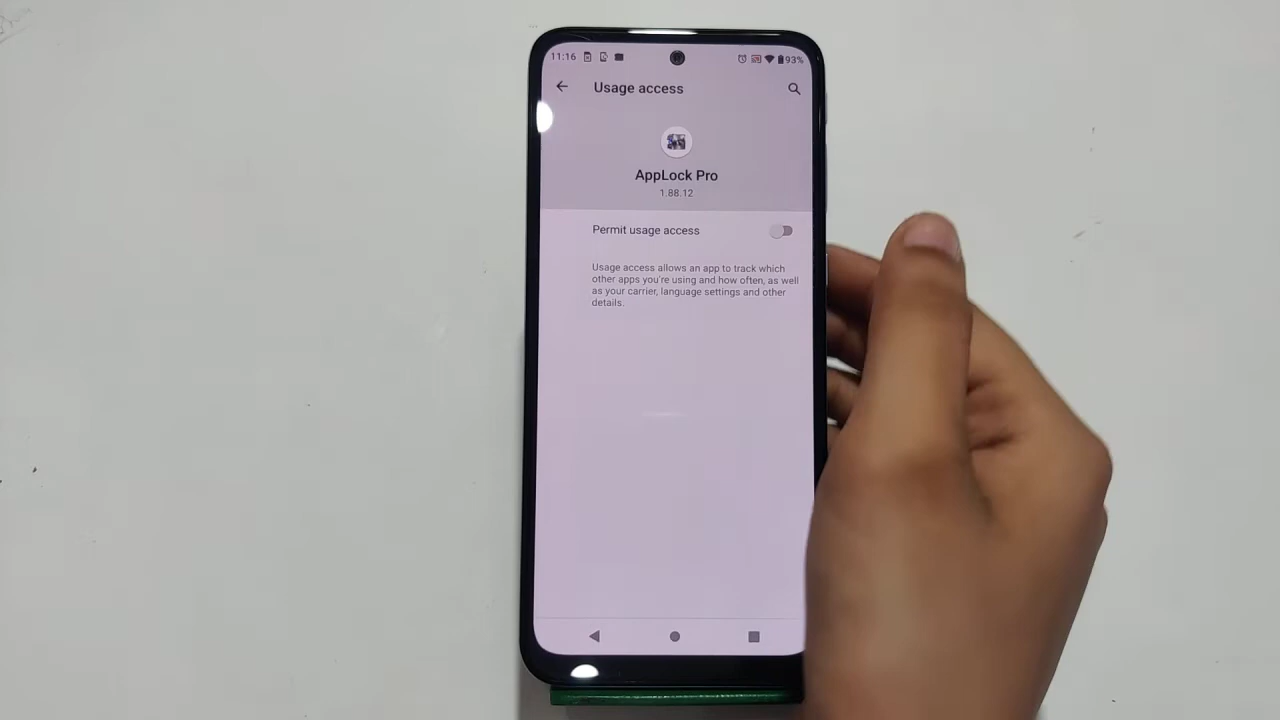 11:16
93%
Usage access
AppLock Pro
1.88.12
Permit usage access
Usage access allows an app to track which
other apps you're using and how often, as well
as your carrier, language settings and other
details.